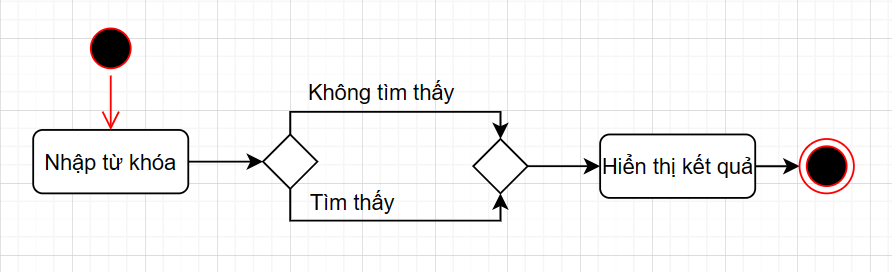 Không tìm thấy
Nhập từ khóa
Hiển thị kết quả
Tìm thấy